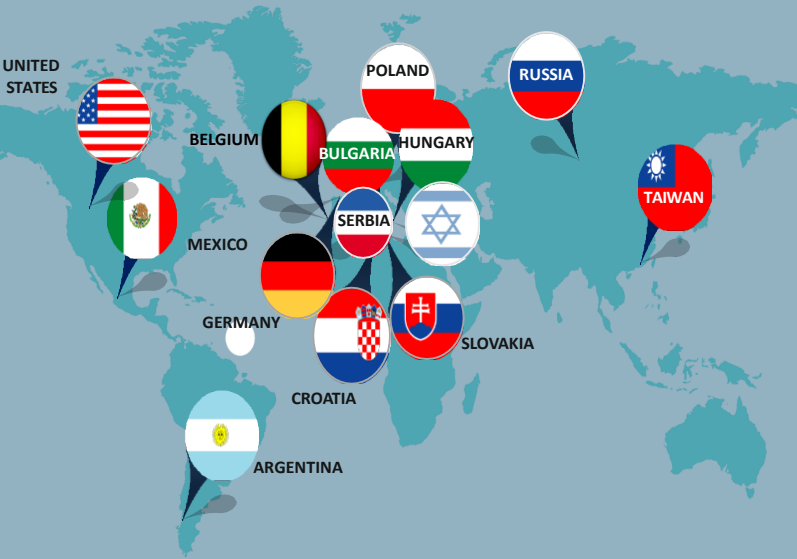 UNITED
STATES
POLAND
RUSSIA
BELGIUM
BULGARIA
HUNGARY
TAIWAN
SERBIA
MEXICO
GERMANY
SLOVAKIA
CROATIA
ARGENTINA